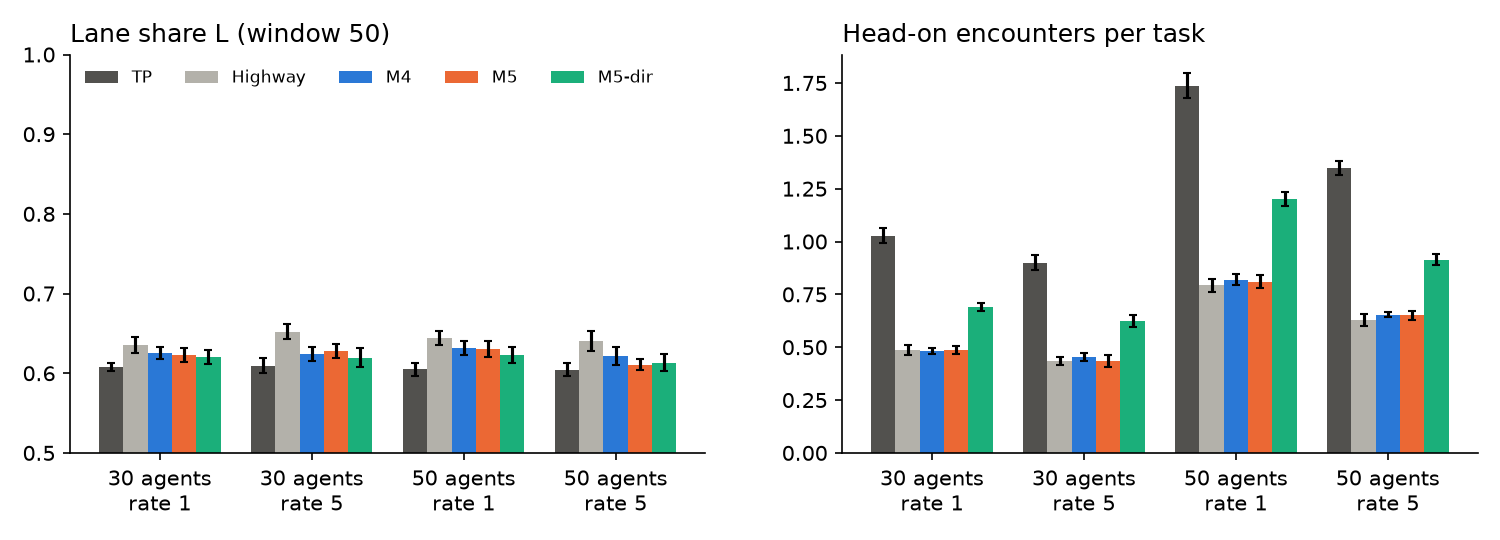 Lane share L (window 50)
1.0
0.9
0.8
0.7
0.6
0.5
TP
Highway
M4
M5
M5-dir
30 agents
rate 1
30 agents
rate 5
50 agents
rate 1
50 agents
rate 5
Head-on encounters per task
1.75
1.50
1.25
1.00
0.75
0.50
0.25
0.00
30 agents
rate 1
30 agents
rate 5
50 agents
rate 1
50 agents
rate 5